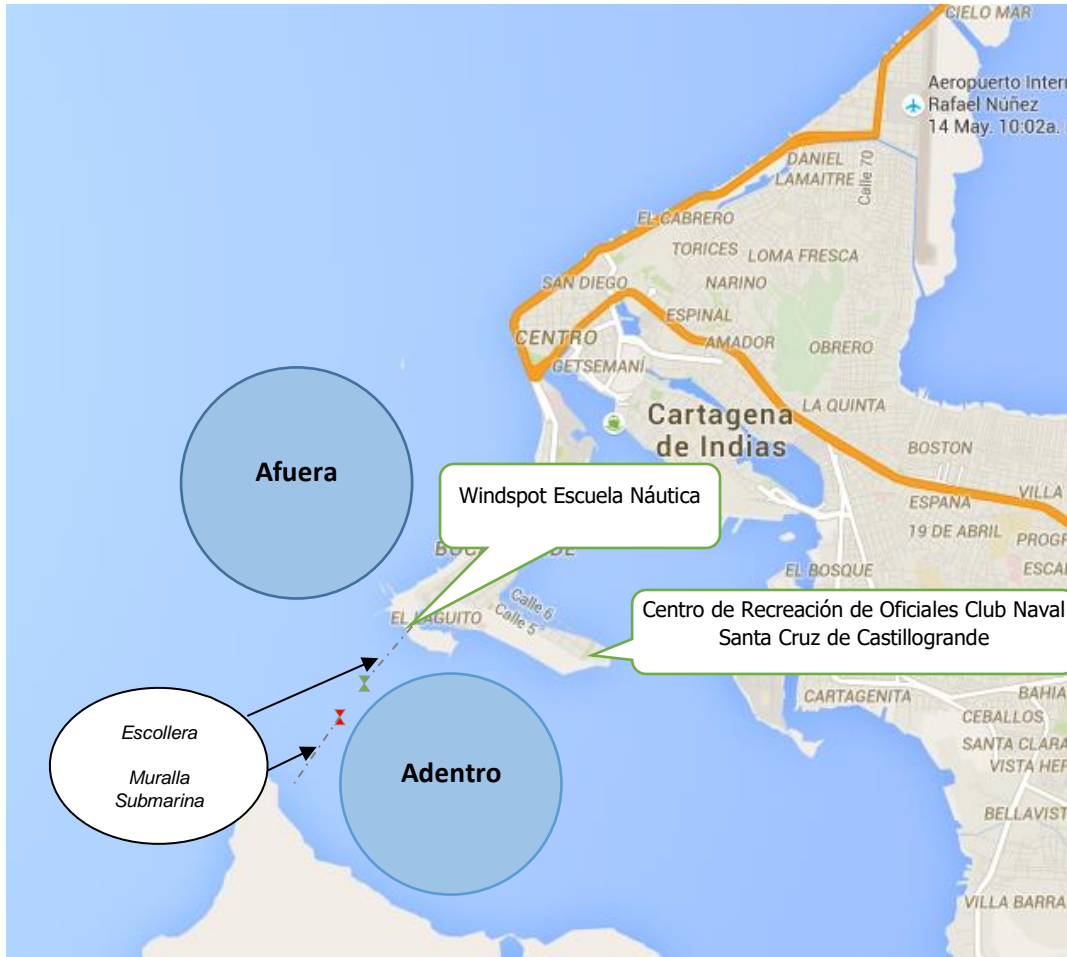 CIELO MAR
Aeropuerto Intern
Rafael Núñez
14 May. 10:02a.
Calle 70
DANIEL
LAMAITRE
EL CABRERO
TORICES
LOMA FRESCA
SAN DIEGO
NARINO
ESPINAL
CENTRO
AMADOR
OBRERO
GETSEMANÍ
LA QUINTA
Cartagena
de Indias
BOSTON
Afuera
Windspot Escuela Náutica
ESPANA
VILLA
19 DE ABRIL
PROGR
EL BOSQUE
ESCAL
Calle 6
Calle 5
EL LAGUITO
Centro de Recreación de Oficiales Club Naval
Santa Cruz de Castillogrande
CARTAGENITA
BAHIA
CEBALLOS
Escollera
Muralla
Submarina
SANTA CLARA
VISTA HER
Adentro
BELLAVIST
VILLA BARRA